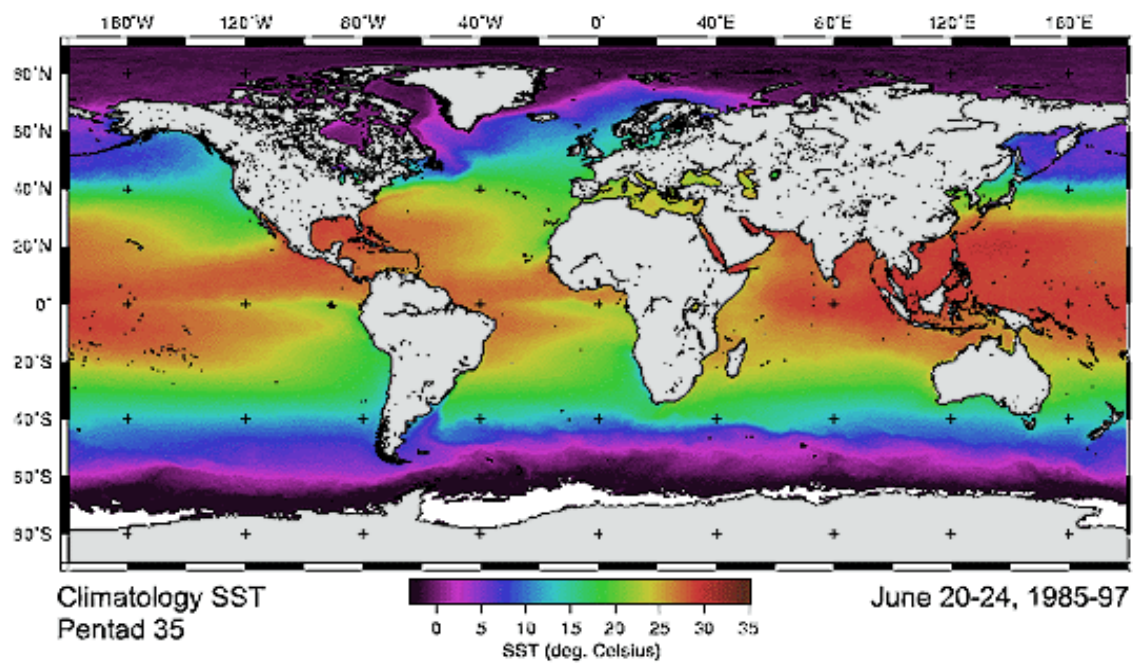 160°W 120°W 80°W 40°W 0° 40°E 80°E 120°E 160°E
80°N
60°N
40°N
20°N
0°
20°S
40°S
60°S
80°S
Climatology SST
Pentad 35
0 5 10 15 20 25 30 35
SST (deg. Celsius)
June 20-24, 1985-97